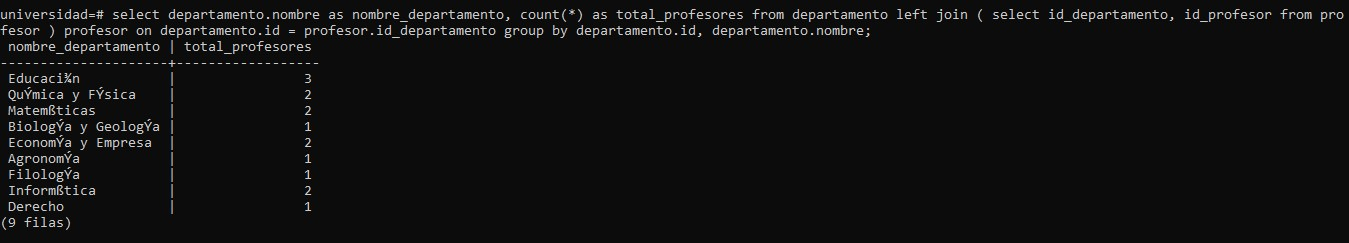 universidad=# select departamento.nombre as nombre_departamento, count(*) as total_profesores from departamento left join ( select id_departamento, id_profesor from pro
fesor ) profesor on departamento.id = profesor.id_departamento group by departamento.id, departamento.nombre;
 nombre_departamento | total_profesores
---------------------+------------------
 Educaci¾n           |                3
 QuÝmica y FÝsica    |                2
 Matemßticas         |                2
 BiologÝa y GeologÝa |                1
 EconomÝa y Empresa  |                2
 AgronomÝa           |                1
 FilologÝa           |                1
 Informßtica         |                2
 Derecho             |                1
(9 filas)